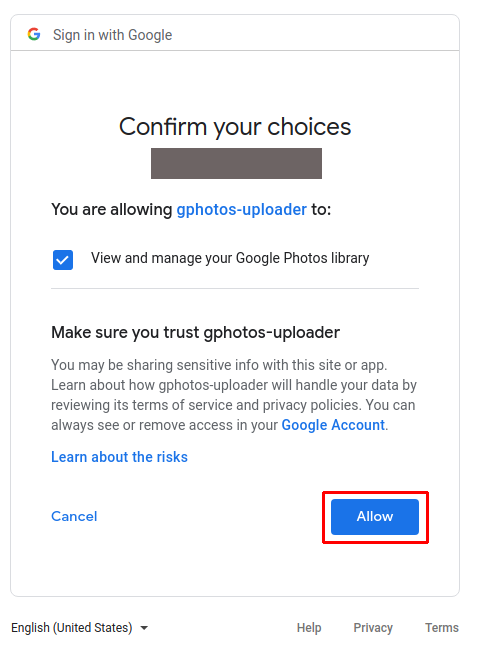 Sign in with Google
Confirm your choices
You are allowing gphotos-uploader to:
View and manage your Google Photos library
Make sure you trust gphotos-uploader
You may be sharing sensitive info with this site or app.
Learn about how gphotos-uploader will handle your data by
reviewing its terms of service and privacy policies. You can
always see or remove access in your Google Account.
Learn about the risks
Cancel Allow
English (United States) Help Privacy Terms